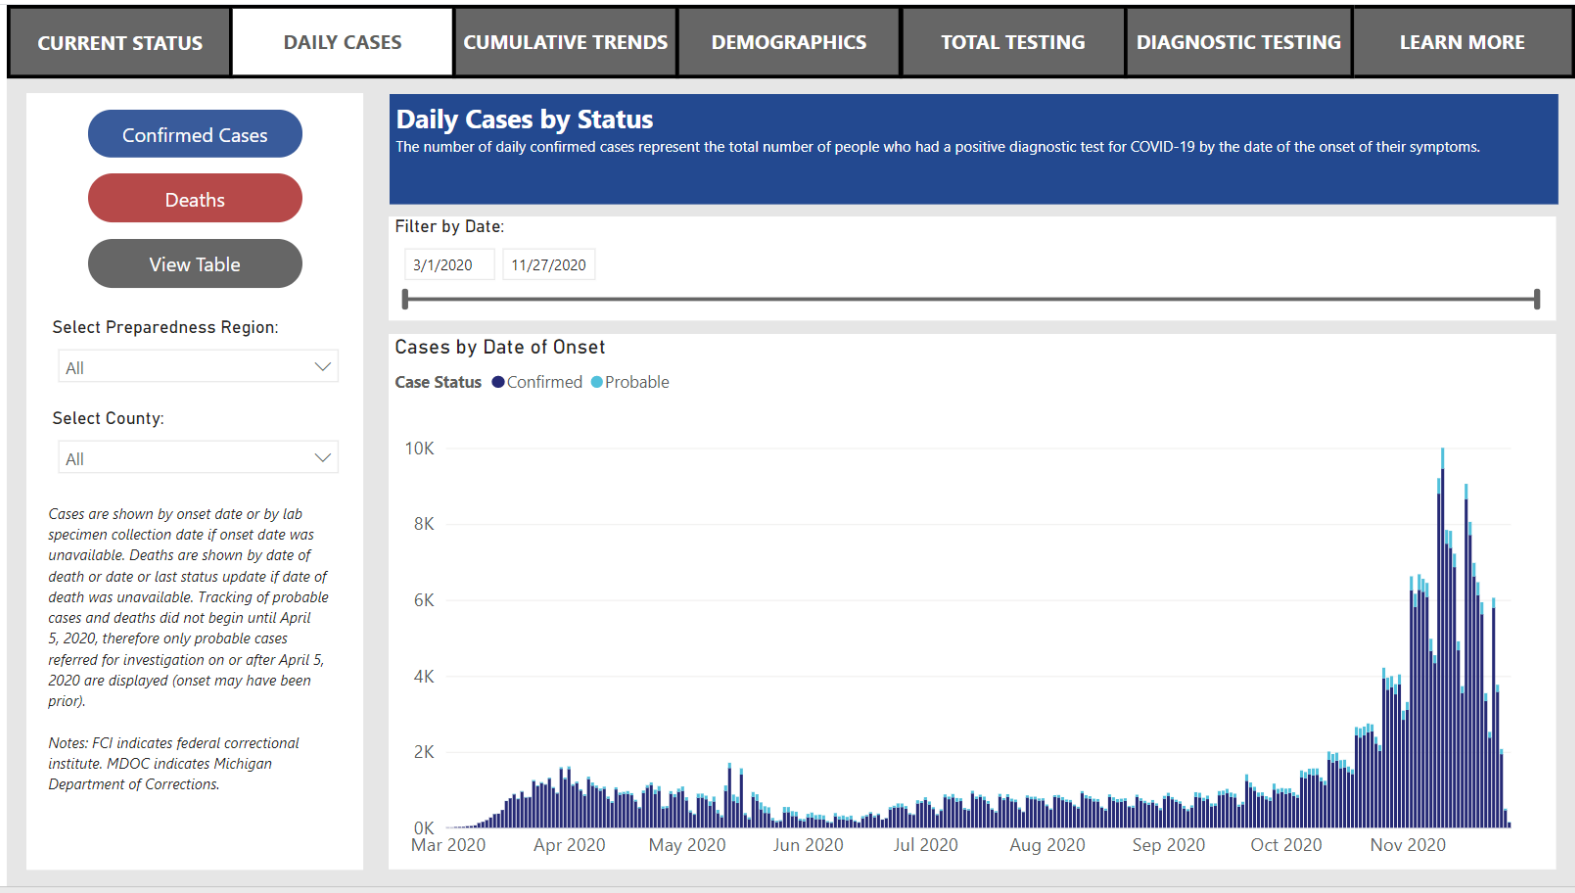 CURRENT STATUS
DAILY CASES
CUMULATIVE TRENDS
DEMOGRAPHICS
TOTAL TESTING
DIAGNOSTIC TESTING
LEARN MORE
Confirmed Cases
Deaths
View Table
Select Preparedness Region:
All
Select County:
All
Cases are shown by onset date or by lab
specimen collection date if onset date was
unavailable. Deaths are shown by date of
death or date or last status update if date of
death was unavailable. Tracking of probable
cases and deaths did not begin until April
5, 2020, therefore only probable cases
referred for investigation on or after April 5,
2020 are displayed (onset may have been
prior).
Notes: FCI indicates federal correctional
institute. MDOC indicates Michigan
Department of Corrections.
Daily Cases by Status
The number of daily confirmed cases represent the total number of people who had a positive diagnostic test for COVID-19 by the date of the onset of their symptoms.
Filter by Date:
3/1/2020
11/27/2020
Cases by Date of Onset
Case Status Confirmed Probable
10K
8K
6K
4K
2K
0K
Mar 2020 Apr 2020 May 2020 Jun 2020 Jul 2020 Aug 2020 Sep 2020 Oct 2020 Nov 2020